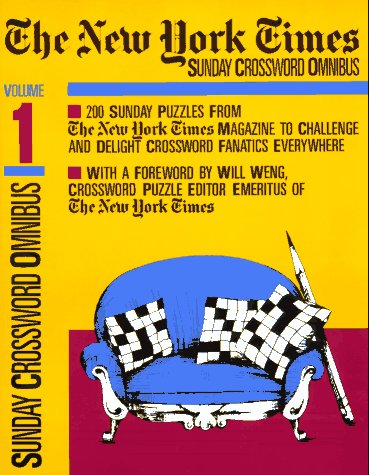 The New York Times
SUNDAY CROSSWORD OMNIBUS
VOLUME
1
SUNDAY CROSSWORD OMNIBUS
200 SUNDAY PUZZLES FROM
The New York Times MAGAZINE TO CHALLENGE
AND DELIGHT CROSSWORD FANATICS EVERYWHERE
WITH A FOREWORD BY WILL WENG,
CROSSWORD PUZZLE EDITOR EMERITUS OF
The New York Times